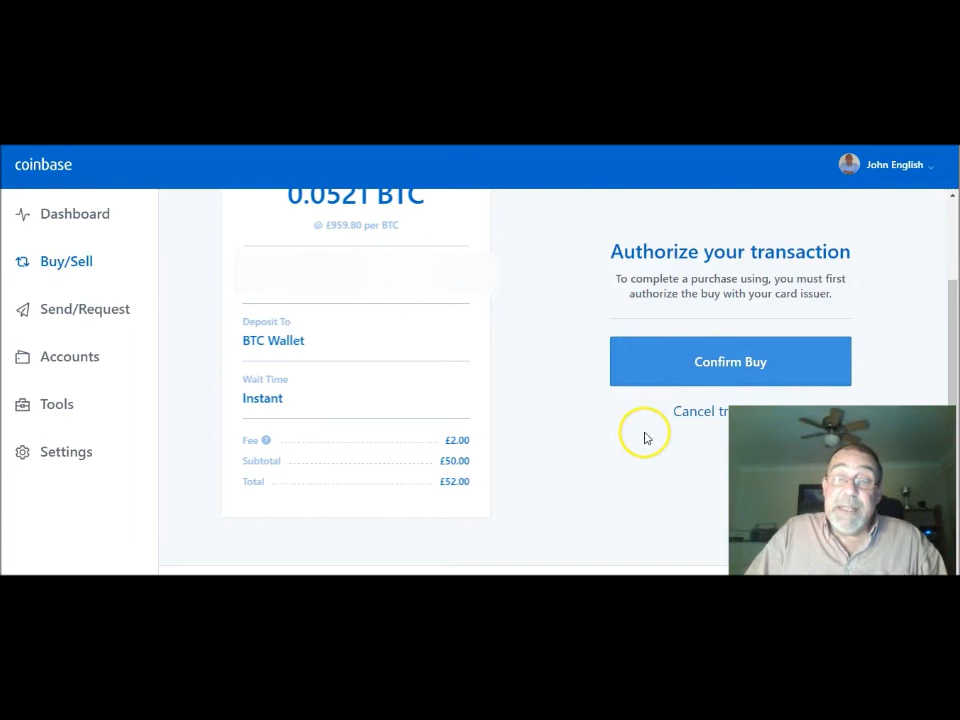 coinbase
John English
Dashboard
Buy/Sell
Send/Request
Accounts
Tools
Settings
0.0521 BTC
@ £959.80 per BTC
Deposit To
BTC Wallet
Wait Time
Instant
Fee £2.00
Subtotal £50.00
Total £52.00
Authorize your transaction
To complete a purchase using, you must first
authorize the buy with your card issuer.
Confirm Buy
Cancel